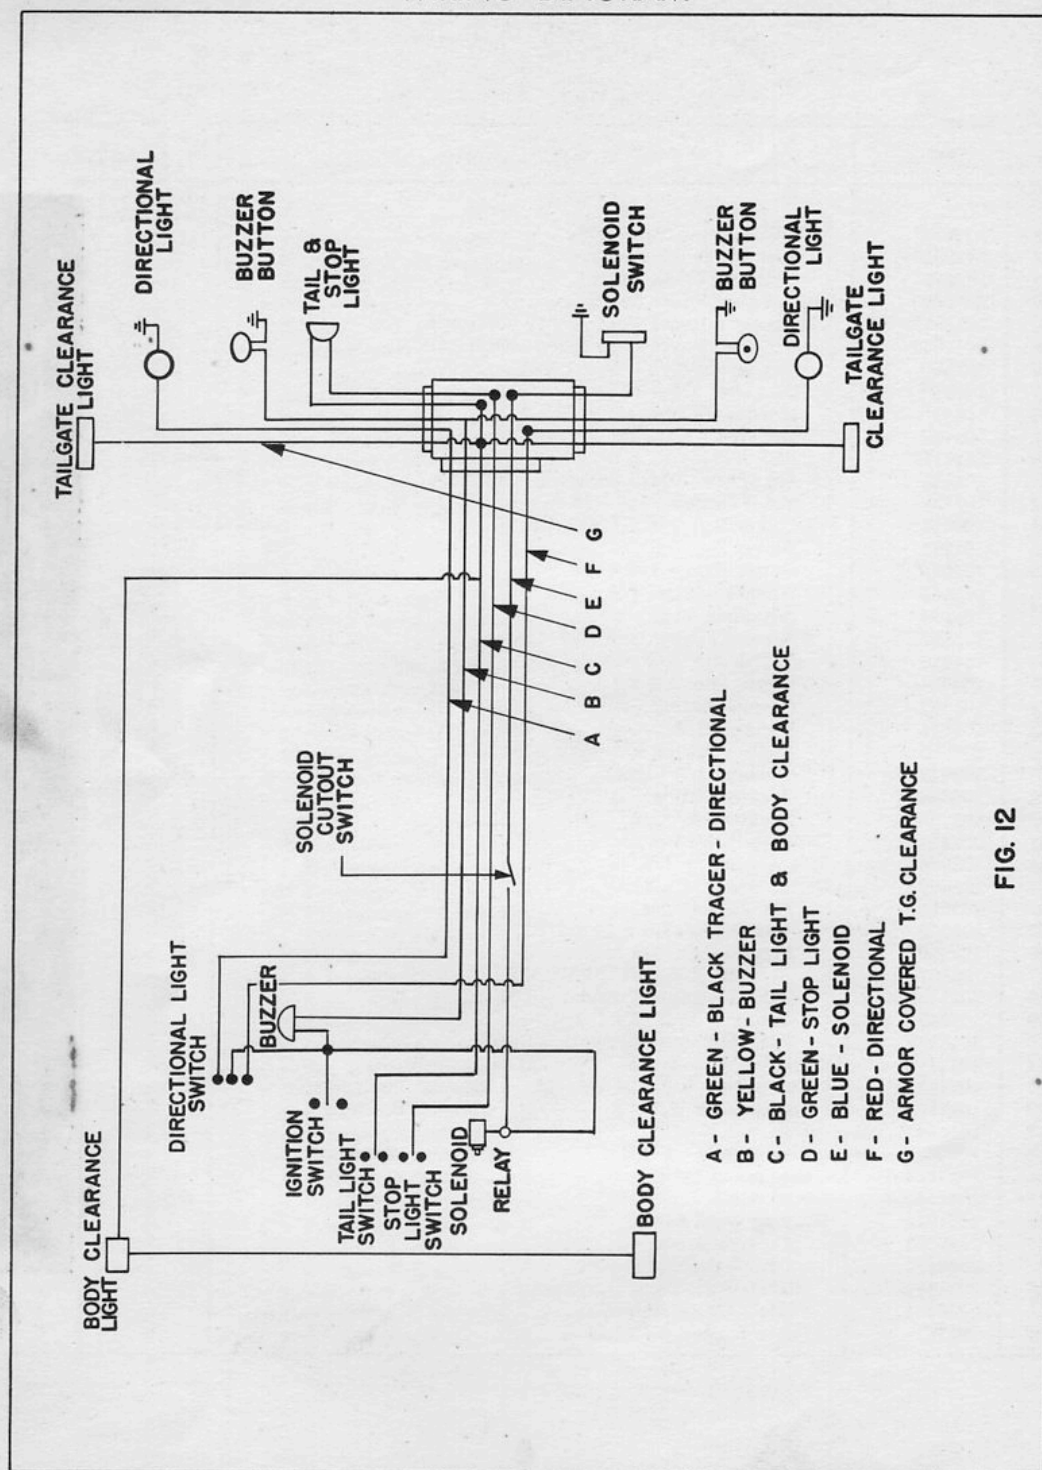 TAILGATE CLEARANCE
LIGHT
DIRECTIONAL
LIGHT
BUZZER
BUTTON
TAIL &
STOP
LIGHT
SOLENOID
SWITCH
BUZZER
BUTTON
DIRECTIONAL
LIGHT
TAILGATE
CLEARANCE LIGHT
BODY CLEARANCE
LIGHT
DIRECTIONAL LIGHT
SWITCH
BUZZER
SOLENOID
CUTOUT
SWITCH
IGNITION
SWITCH
TAIL LIGHT
SWITCH
STOP
LIGHT
SWITCH
SOLENOID
RELAY
BODY CLEARANCE LIGHT
A
B
C
D
E
F
G
A - GREEN - BLACK TRACER - DIRECTIONAL
B - YELLOW - BUZZER
C - BLACK - TAIL LIGHT & BODY CLEARANCE
D - GREEN - STOP LIGHT
E - BLUE - SOLENOID
F - RED - DIRECTIONAL
G - ARMOR COVERED T.G. CLEARANCE
FIG. 12